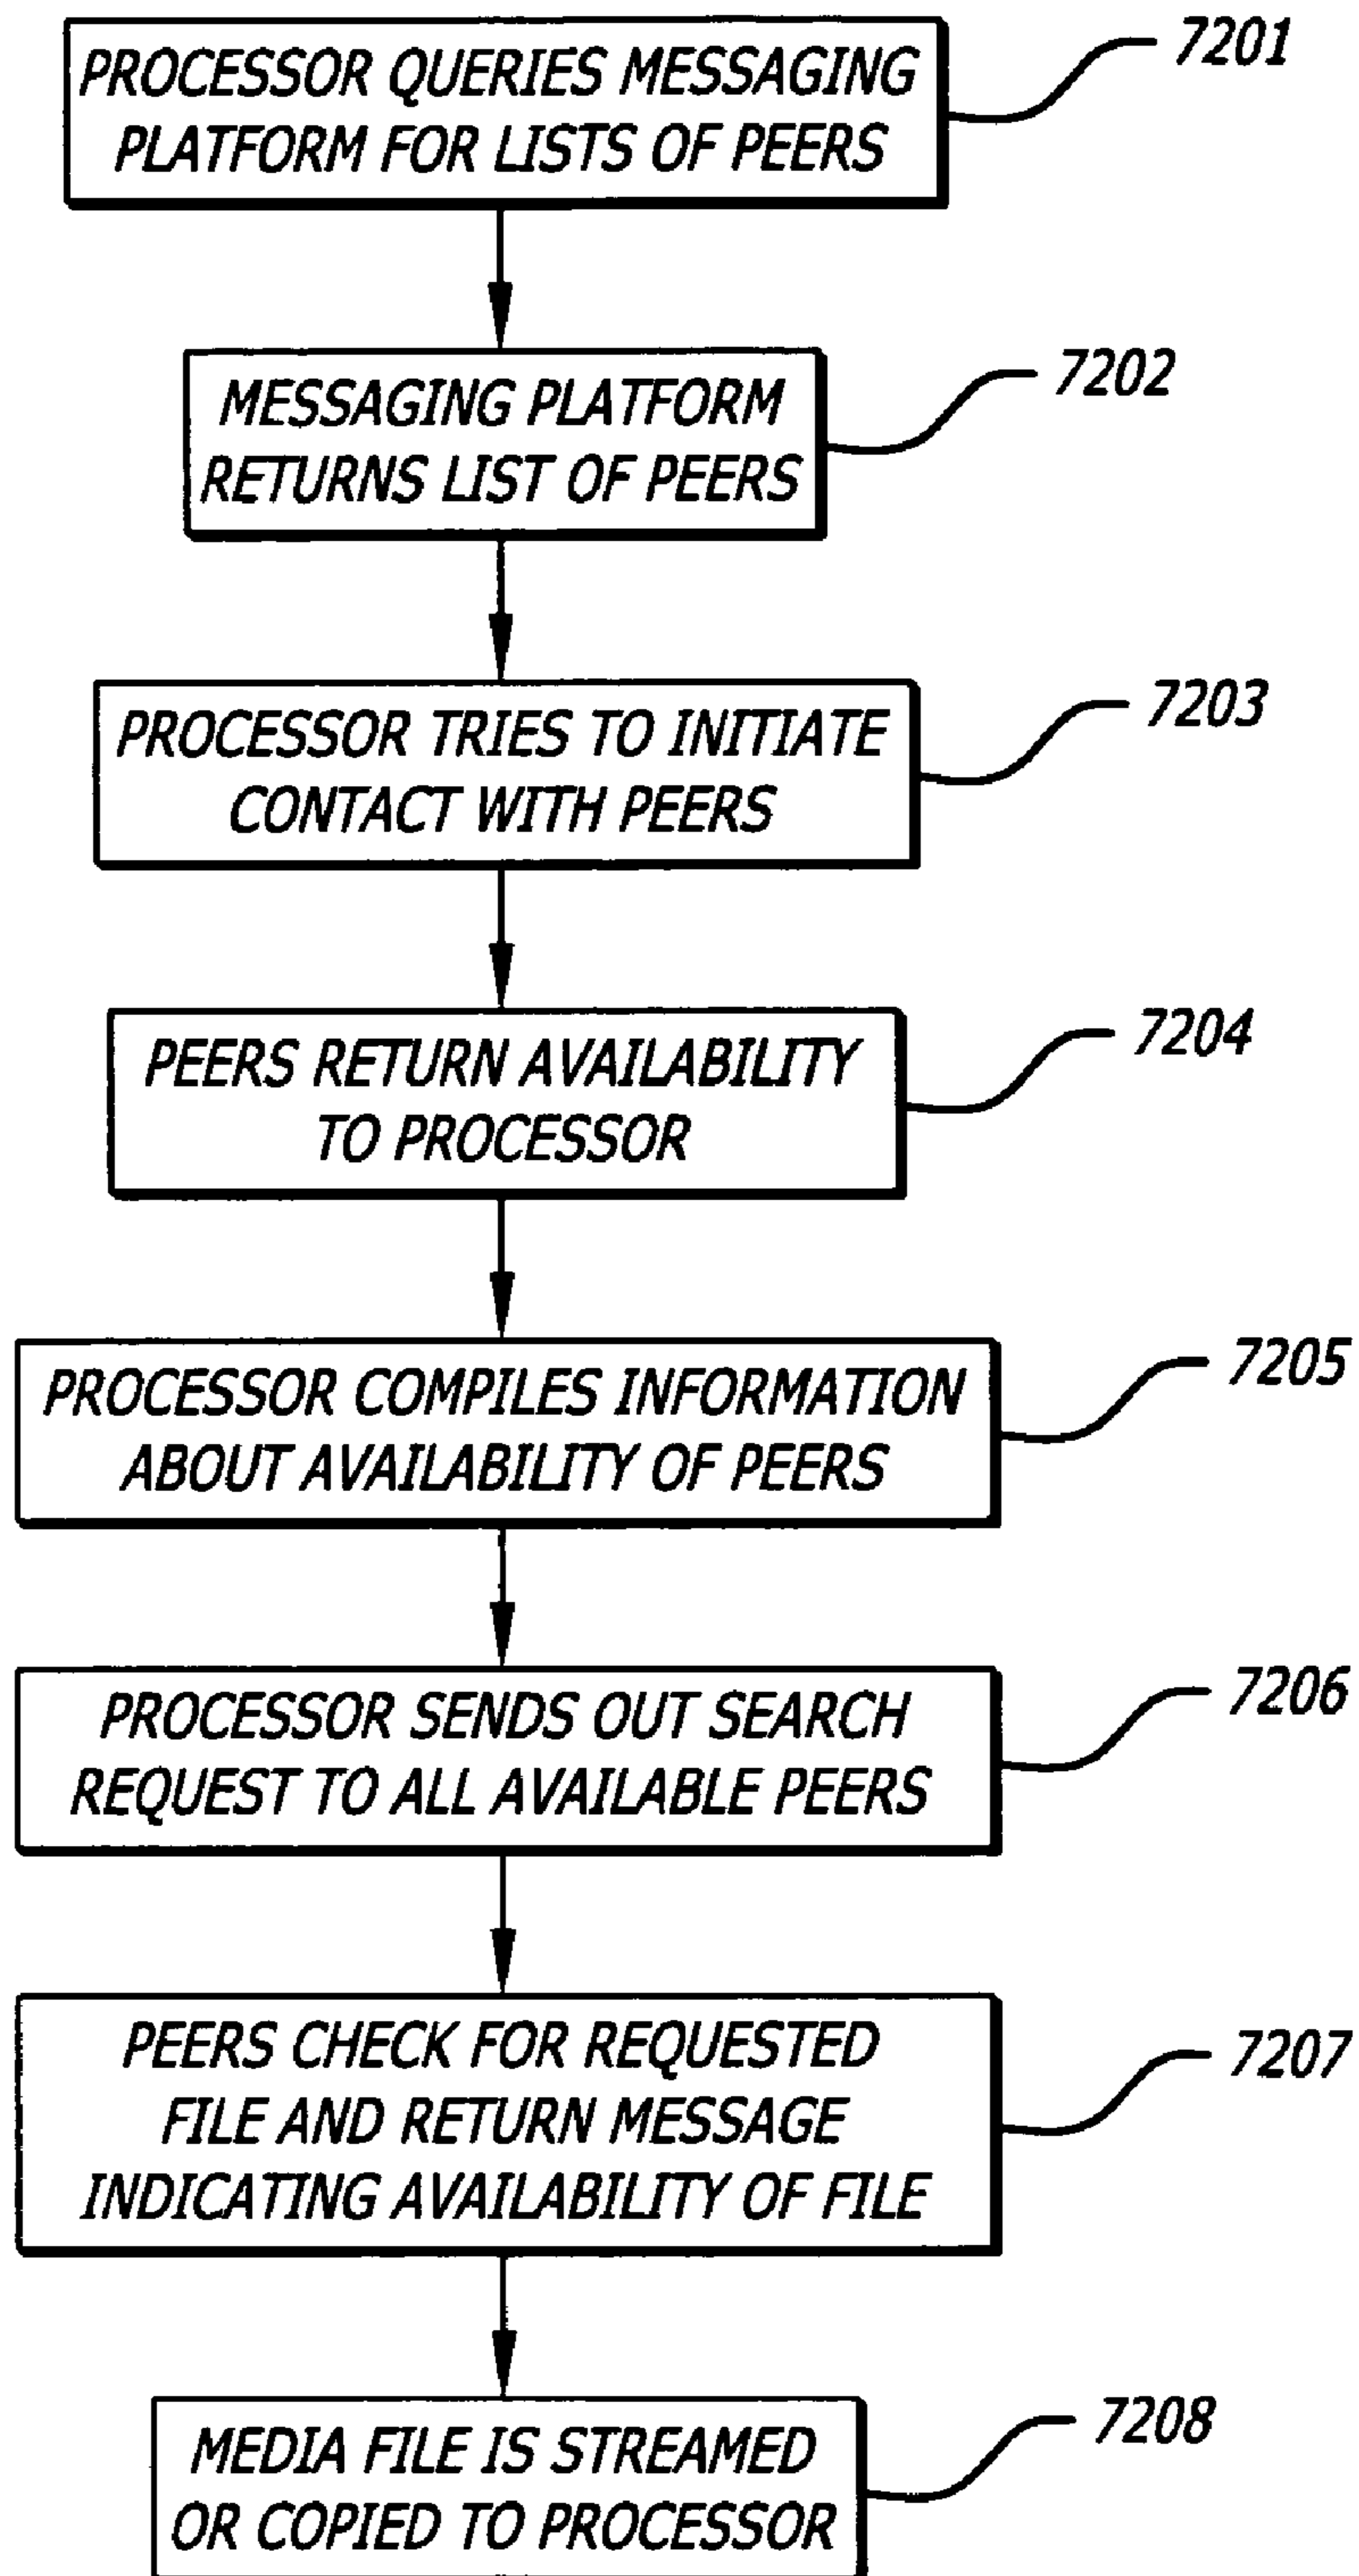 PROCESSOR QUERIES MESSAGING
PLATFORM FOR LISTS OF PEERS
7201
MESSAGING PLATFORM
RETURNS LIST OF PEERS
7202
PROCESSOR TRIES TO INITIATE
CONTACT WITH PEERS
7203
PEERS RETURN AVAILABILITY
TO PROCESSOR
7204
PROCESSOR COMPILES INFORMATION
ABOUT AVAILABILITY OF PEERS
7205
PROCESSOR SENDS OUT SEARCH
REQUEST TO ALL AVAILABLE PEERS
7206
PEERS CHECK FOR REQUESTED
FILE AND RETURN MESSAGE
INDICATING AVAILABILITY OF FILE
7207
MEDIA FILE IS STREAMED
OR COPIED TO PROCESSOR
7208